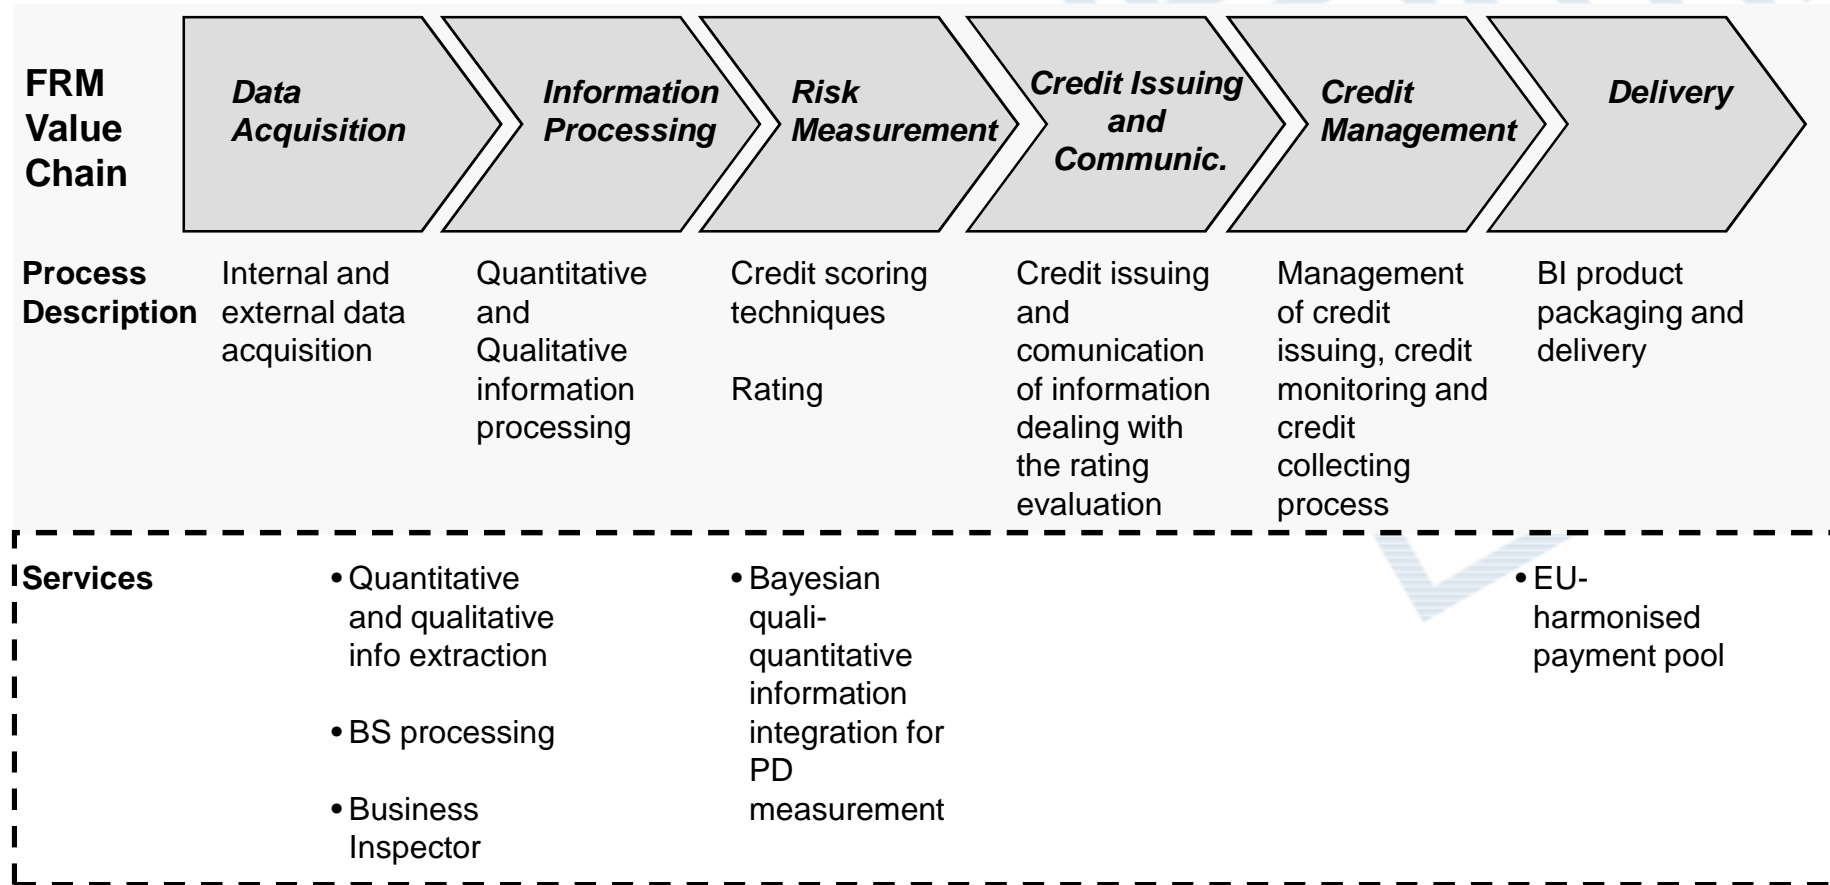 FRM
Value
Chain
Data
Acquisition
Information
Processing
Risk
Measurement
Credit Issuing
and
Communic.
Credit
Management
Delivery
Process
Description
Internal and
external data
acquisition
Quantitative
and
Qualitative
information
processing
Credit scoring
techniques
Rating
Credit issuing
and
comunication
of information
dealing with
the rating
evaluation
Management
of credit
issuing, credit
monitoring and
credit
collecting
process
BI product
packaging and
delivery
Services
• Quantitative
and qualitative
info extraction
• BS processing
• Business
Inspector
• Bayesian
quali-
quantitative
information
integration for
PD
measurement
• EU-
harmonised
payment pool